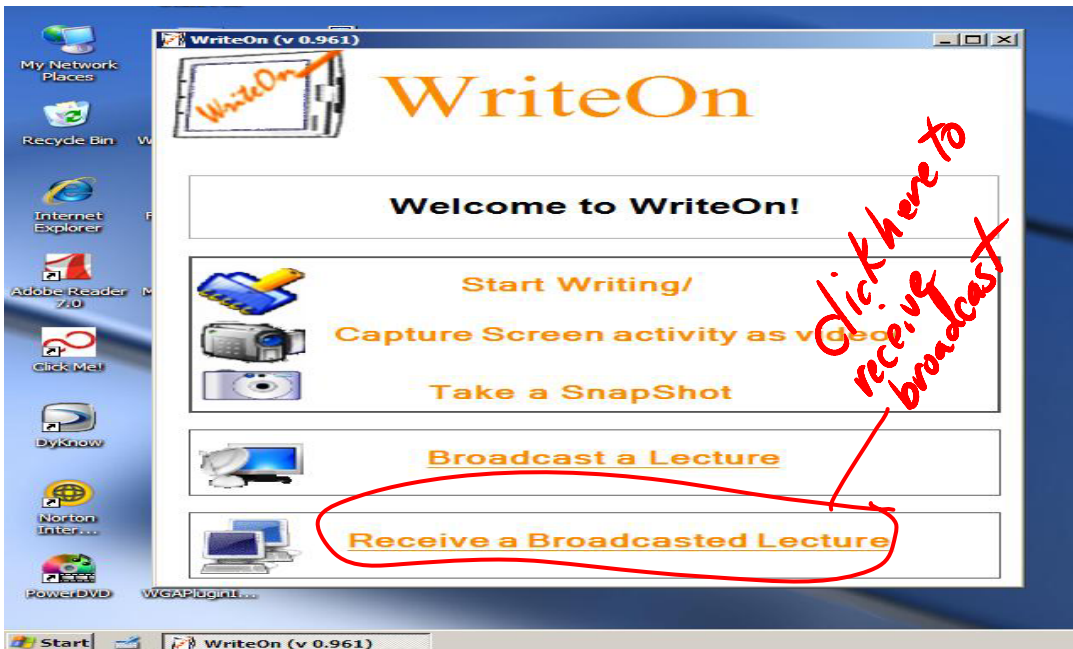 My Network
Places
Recycle Bin
W
Internet
Explorer
F
Adobe Reader
7.0
M
Click Me!
DyKnow
Norton
Inter...
PowerDVD
WGAPluginI...
WriteOn (v 0.961)
WriteOn
WriteOn
Welcome to WriteOn!
Start Writing/
Capture Screen activity as video
Take a SnapShot
Broadcast a Lecture
Receive a Broadcasted Lecture
Click here to
receive
broadcast
Start
WriteOn (v 0.961)